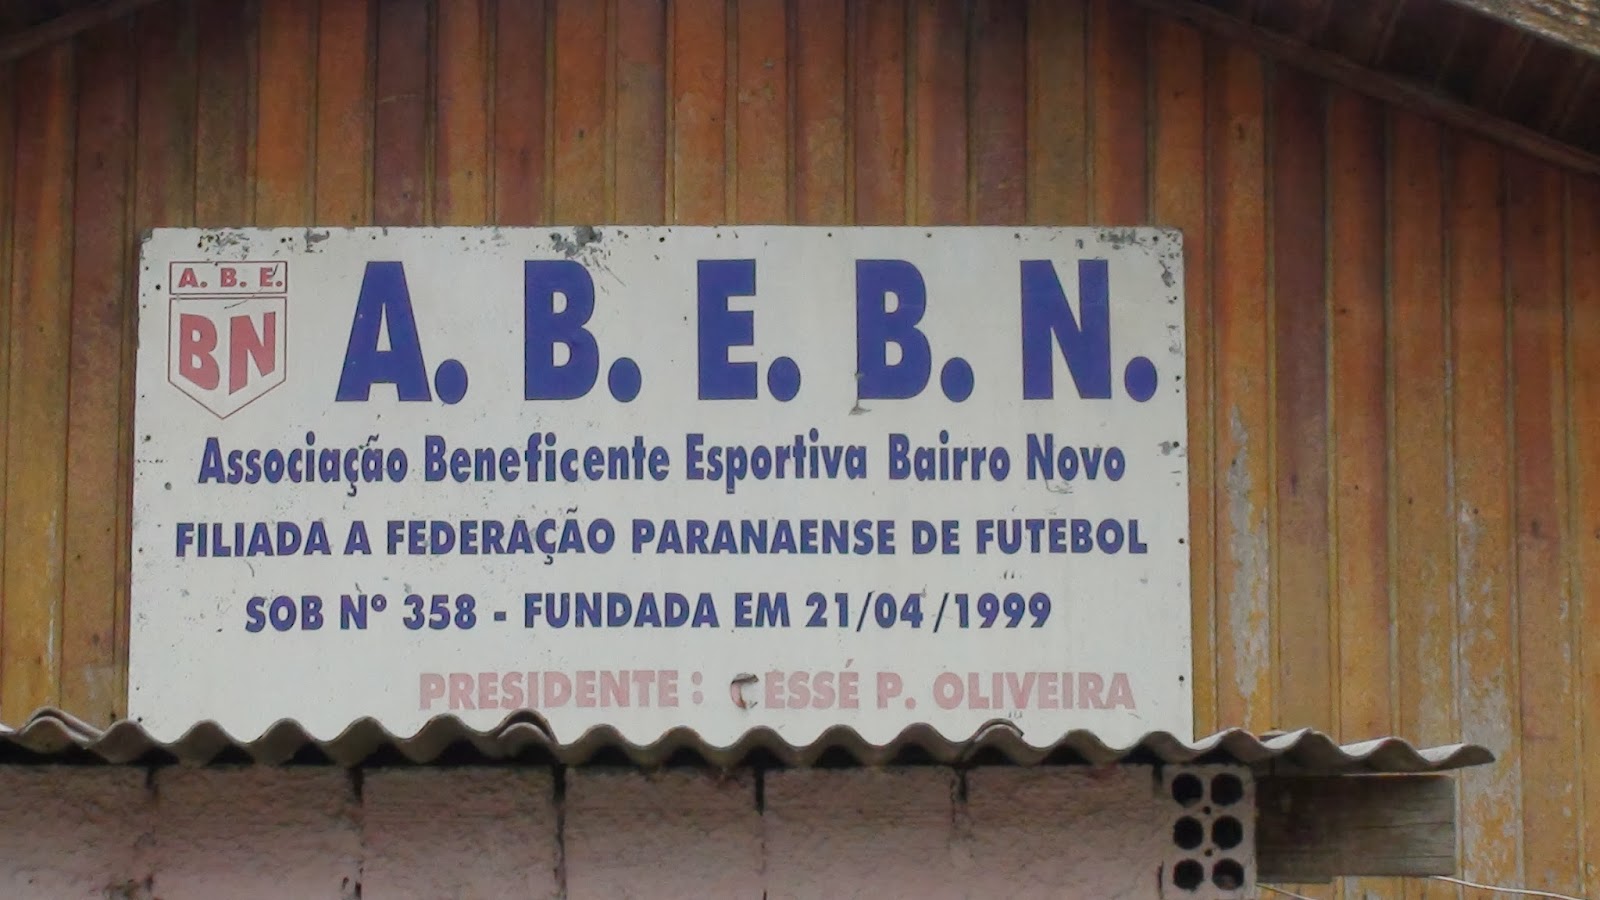 A. B. E.
BN
A. B. E. B. N.
Associação Beneficente Esportiva Bairro Novo
FILIADA A FEDERAÇÃO PARANAENSE DE FUTEBOL
SOB Nº 358 - FUNDADA EM 21/04/1999
PRESIDENTE: P. OLIVEIRA